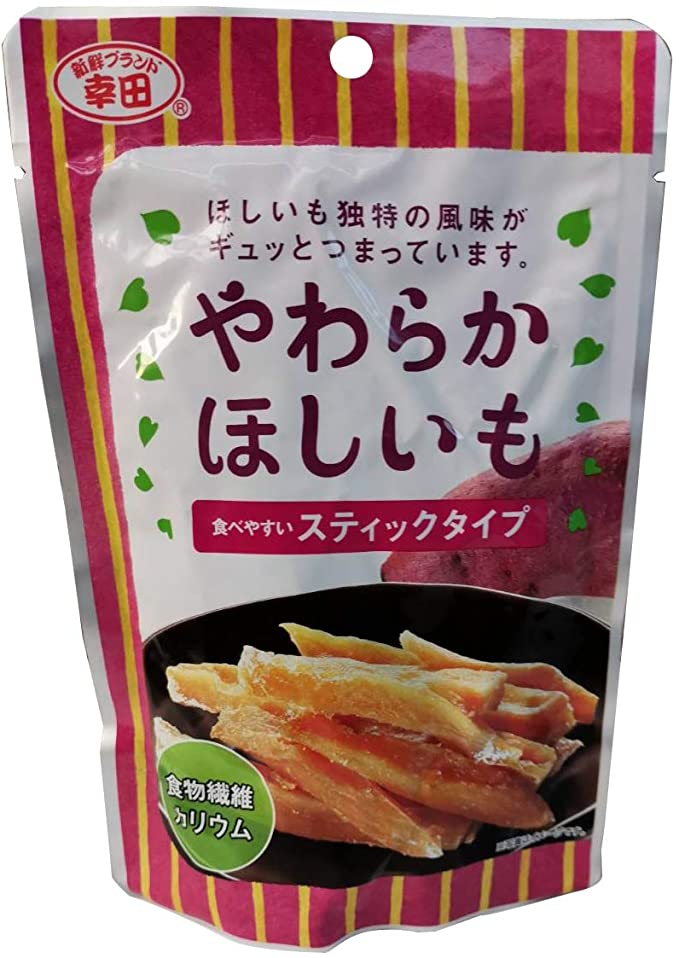 新鮮ブランド
幸田
®
ほしいも独特の風味が
ギュッとつまっています。
やわらか
ほしいも
食べやすい スティックタイプ
食物繊維
カリウム